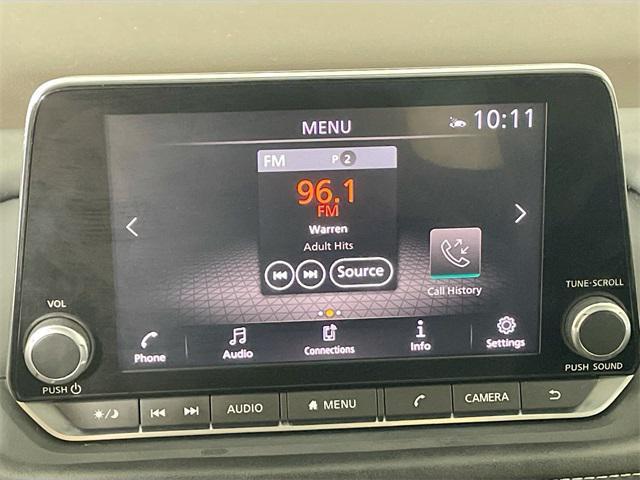 MENU
10:11
FM P 2
96.1
FM
Warren
Adult Hits
Source
Call History
VOL
TUNE·SCROLL
Phone
Audio
Connections
Info
Settings
PUSH
PUSH SOUND
AUDIO
MENU
CAMERA